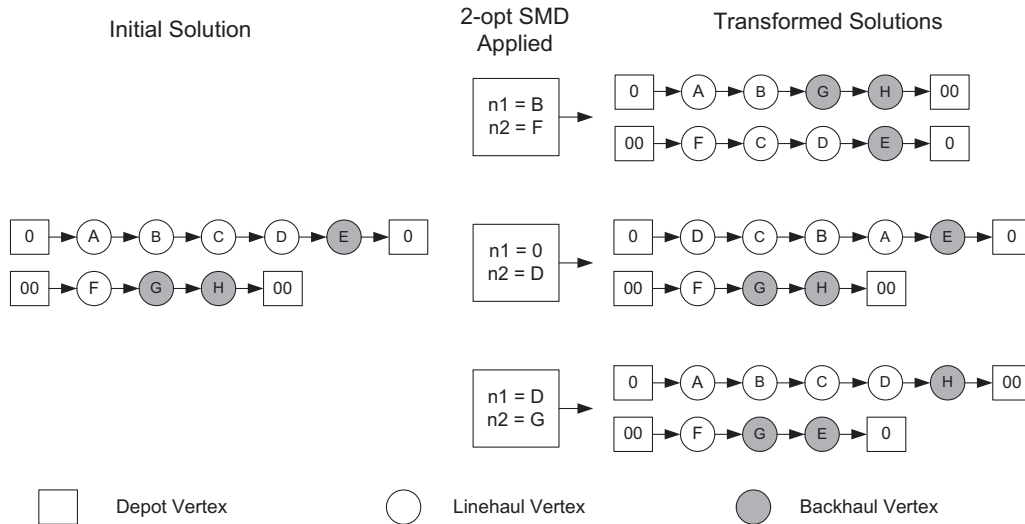 Initial Solution
2-opt SMD
Applied
Transformed Solutions
n1 = B
n2 = F
0 A B G H 00
00 F C D E 0
0 A B C D E 0
00 F G H 00
n1 = 0
n2 = D
0 D C B A E 0
00 F G H 00
n1 = D
n2 = G
0 A B C D H 00
00 F G E 0
Depot Vertex
Linehaul Vertex
Backhaul Vertex